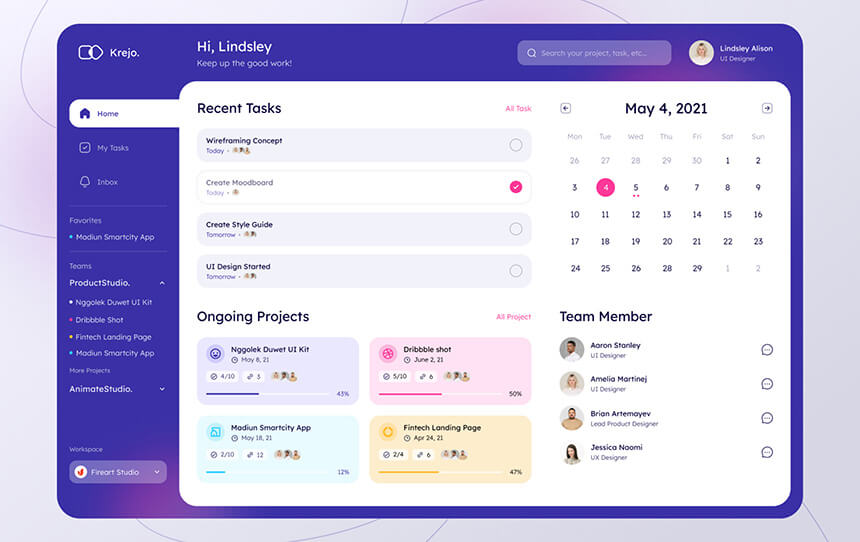 Krejo.
Hi, Lindsley
Keep up the good work!
Search your project, task, etc...
Lindsley Alison
UI Designer
Home
My Tasks
Inbox
Favorites
Madiun Smartcity App
Teams
ProductStudio.
Nggolek Duwet UI Kit
Dribbble Shot
Fintech Landing Page
Madiun Smartcity App
More Projects
AnimateStudio.
Workspace
Fireart Studio
Recent Tasks
All Task
Wireframing Concept
Today
Create Moodboard
Today
Create Style Guide
Tomorrow
UI Design Started
Tomorrow
Ongoing Projects
All Project
Nggolek Duwet UI Kit
May 8, 21
4/10 3
43%
Dribbble shot
June 2, 21
5/10 6
50%
Madiun Smartcity App
May 18, 21
2/10 12
12%
Fintech Landing Page
Apr 24, 21
2/4 6
47%
May 4, 2021
Mon Tue Wed Thu Fri Sat Sun
26 27 28 29 30 1 2
3 4 5 6 7 8 9
10 11 12 13 14 15 16
17 18 19 20 21 22 23
24 25 26 27 28 29 1 2
Team Member
Aaron Stanley
UI Designer
Amelia Martinej
UI Designer
Brian Artemayev
Lead Product Designer
Jessica Naomi
UX Designer